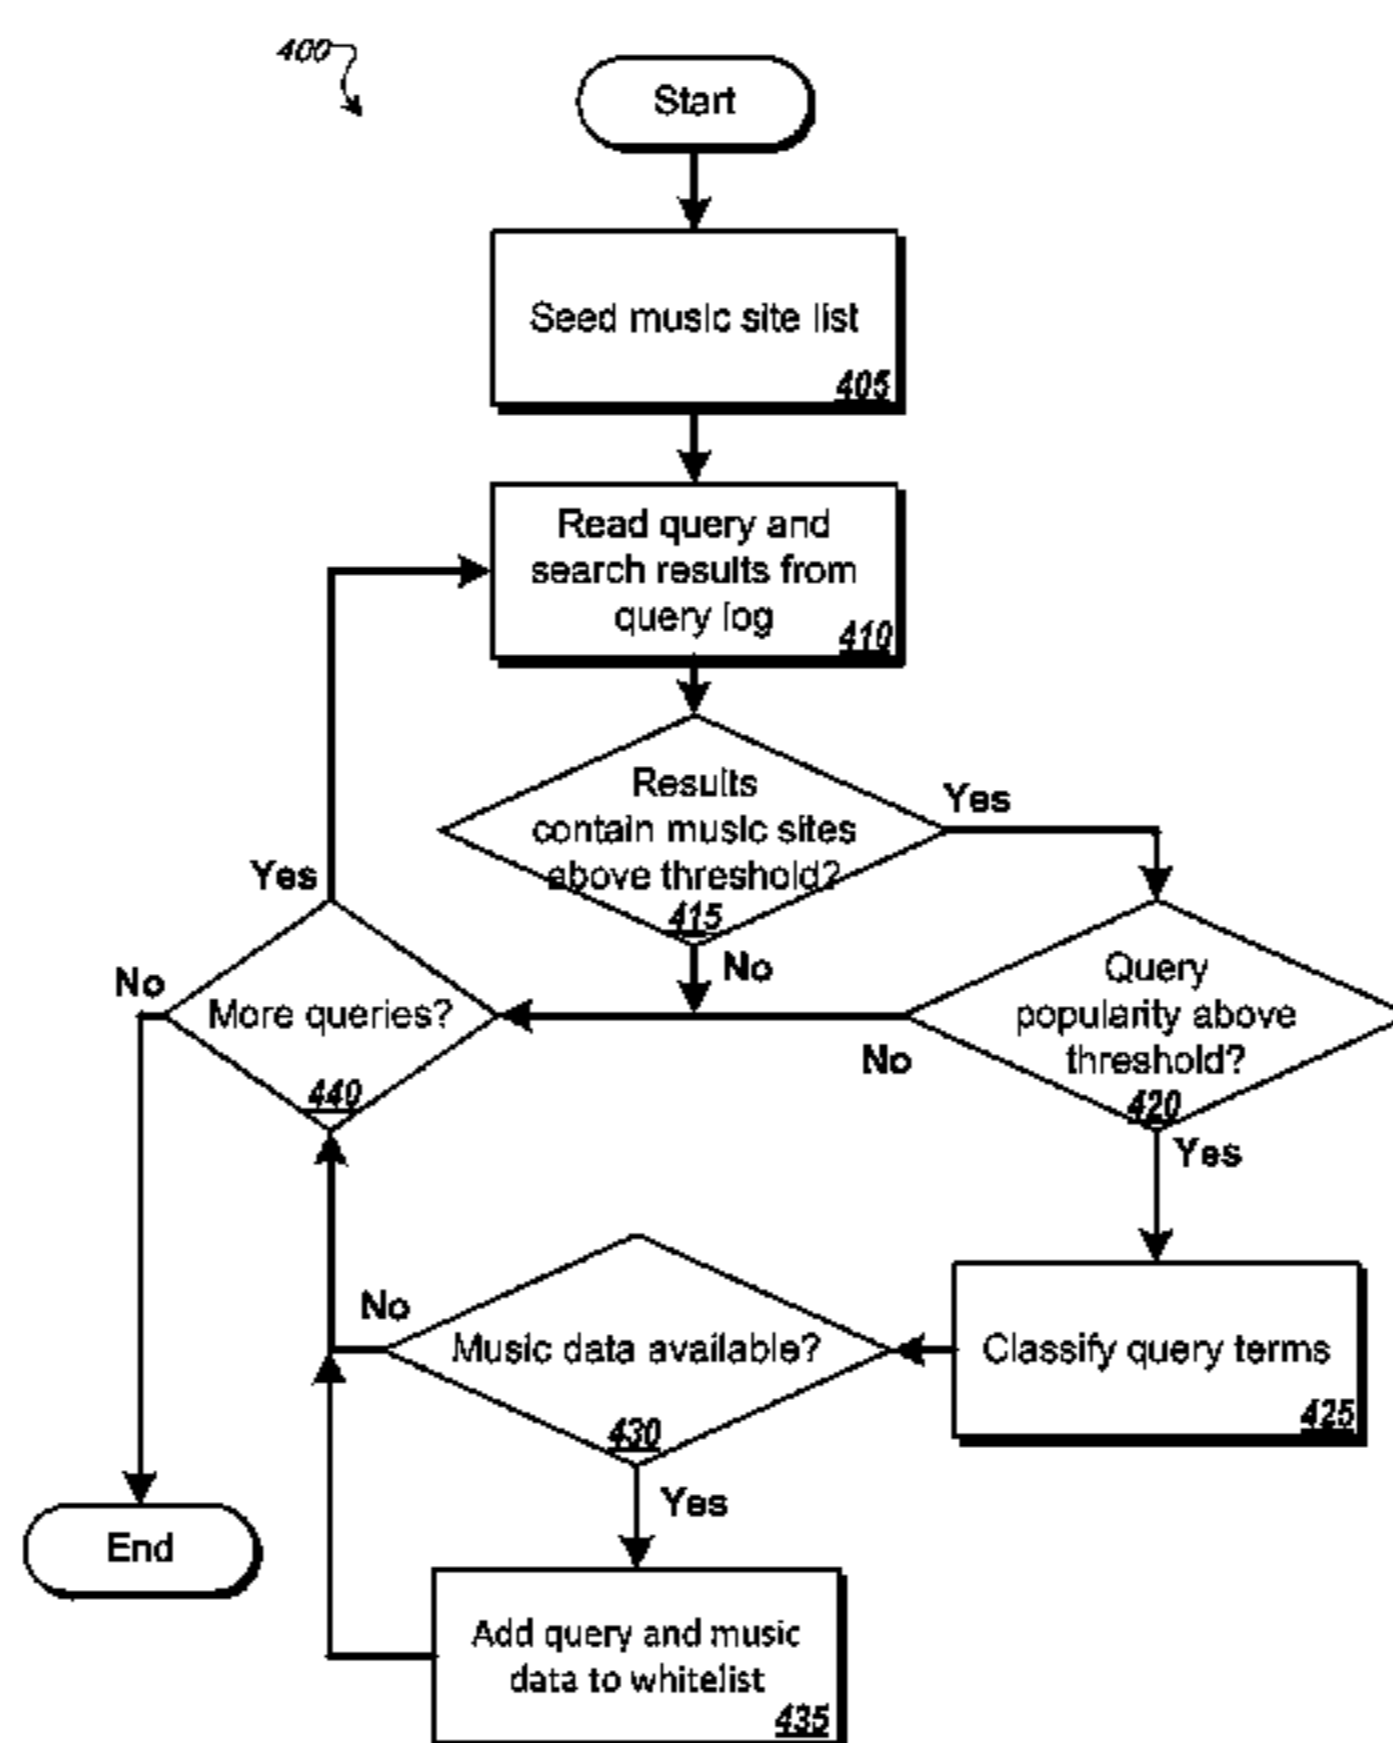 400
Start
Seed music site list
405
Read query and
search results from
query log
410
Results
contain music sites
above threshold?
415
Yes
No
Query
popularity above
threshold?
420
No
Yes
Yes
No
More queries?
440
Classify query terms
425
Music data available?
430
No
Yes
Add query and music
data to whitelist
435
End